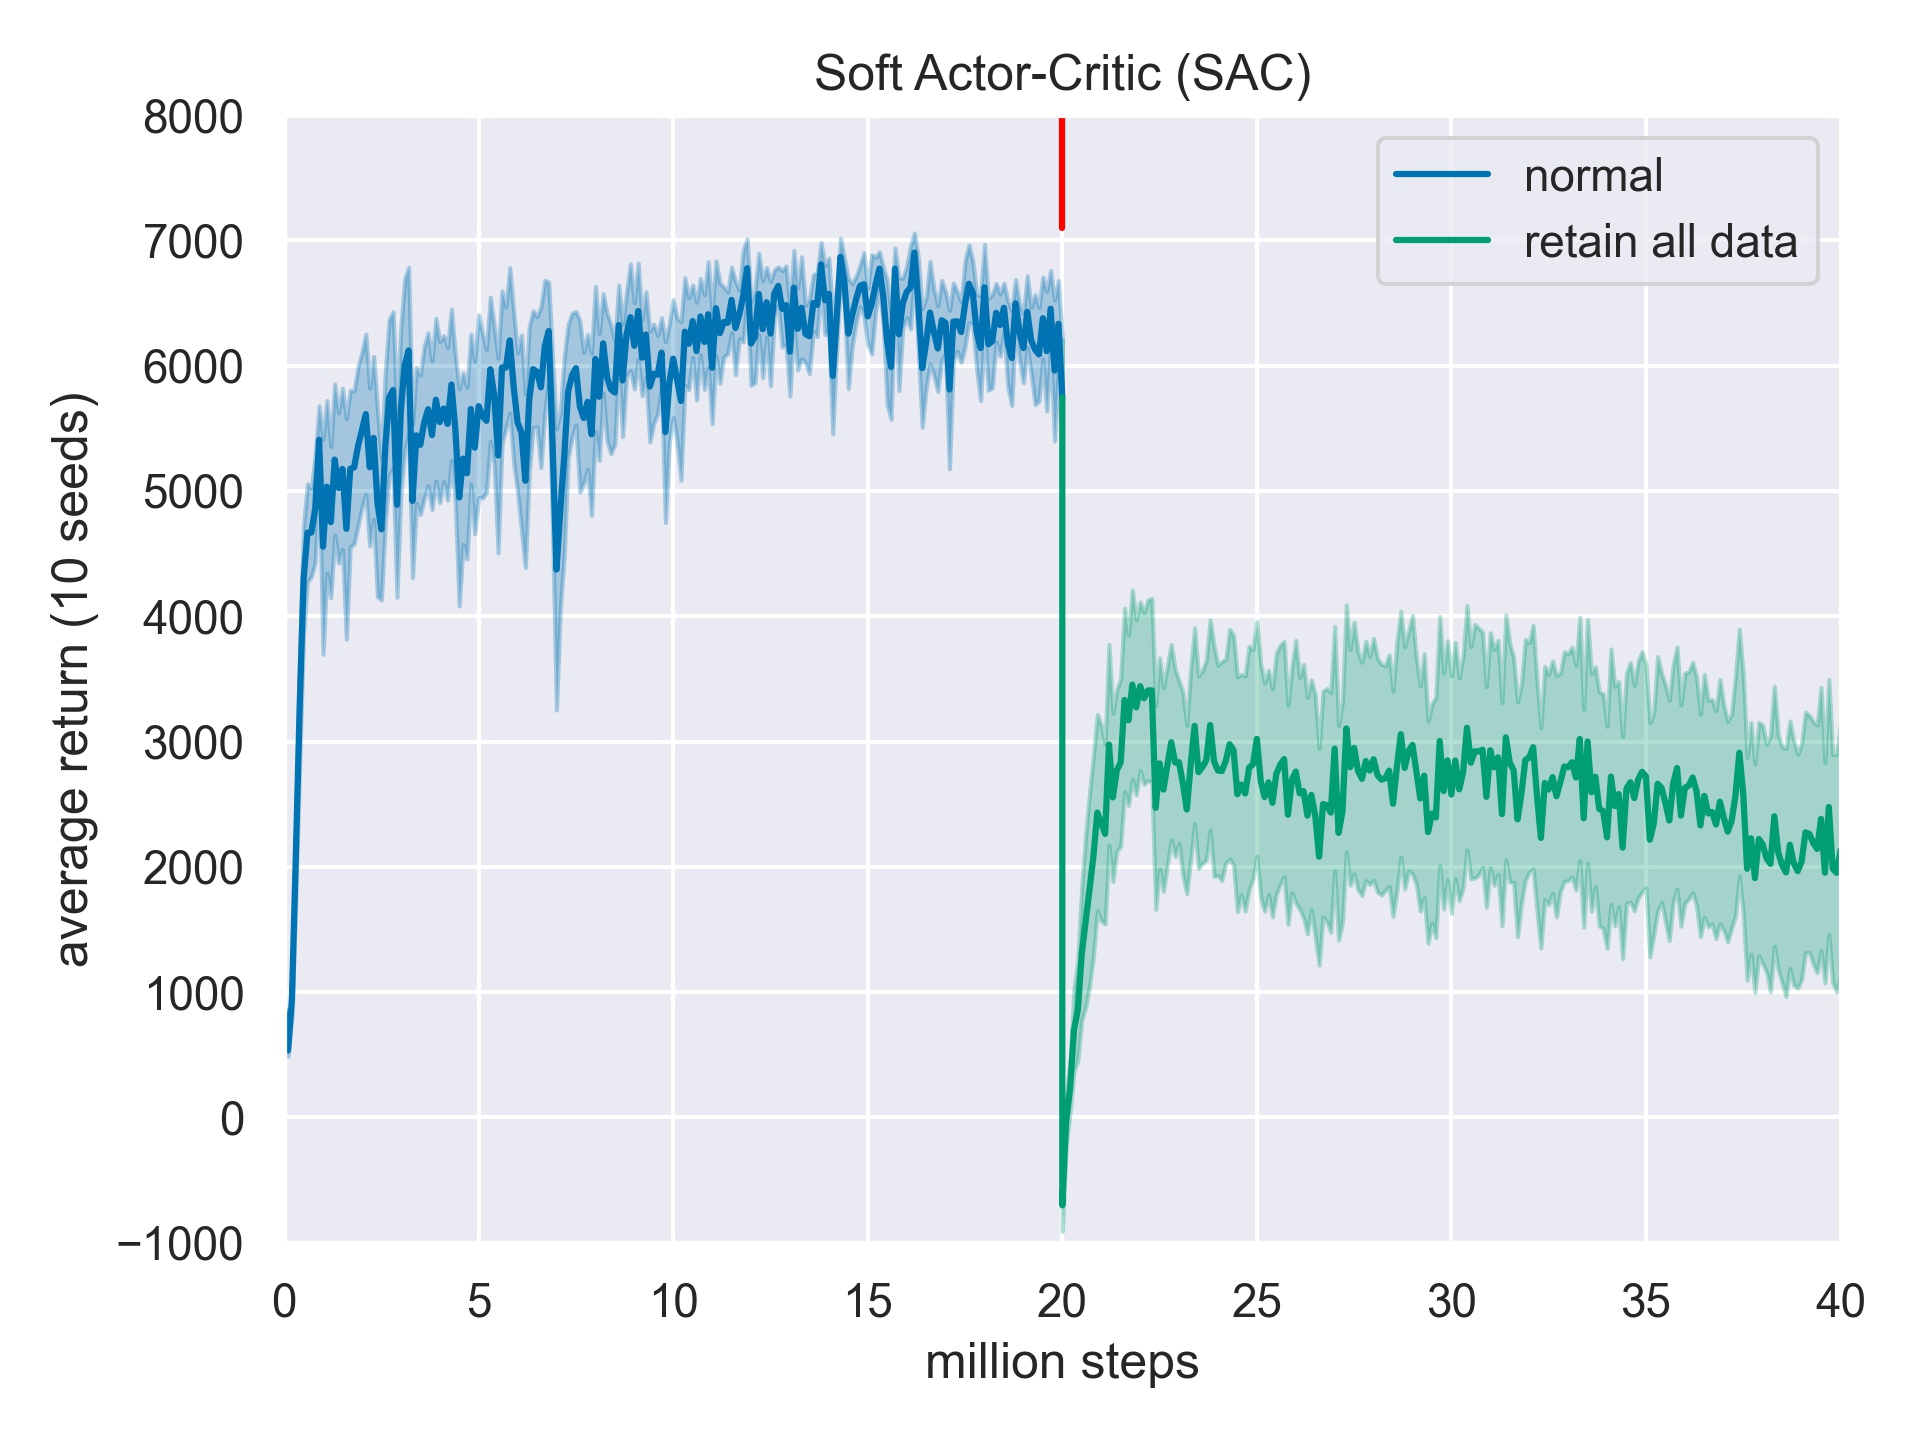 Soft Actor-Critic (SAC)
8000
7000
6000
5000
4000
3000
2000
1000
0
−1000
average return (10 seeds)
normal
retain all data
0 5 10 15 20 25 30 35 40
million steps